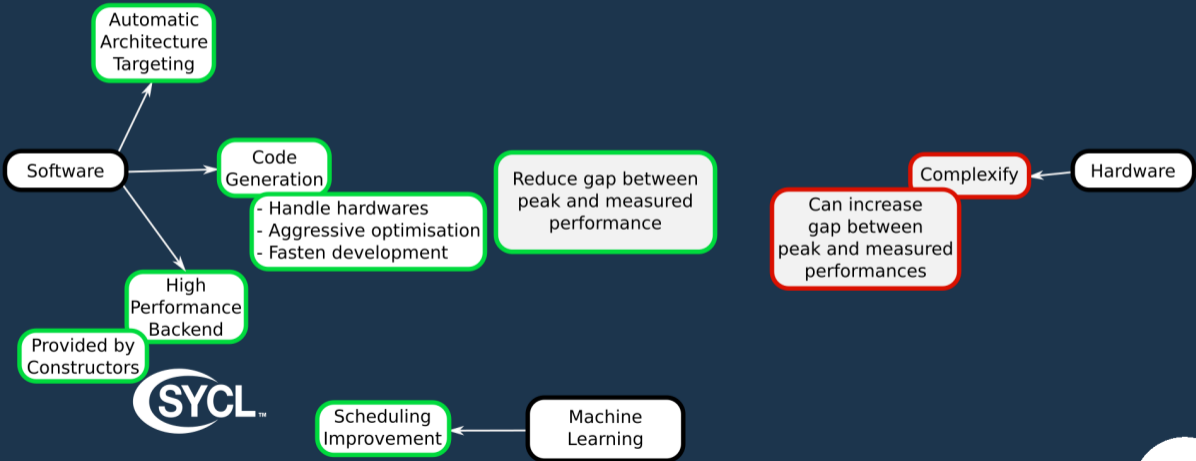 Automatic
Architecture
Targeting
Software
Code
Generation
- Handle hardwares
- Aggressive optimisation
- Fasten development
High
Performance
Backend
Provided by
Constructors
SYCL™
Reduce gap between
peak and measured
performance
Complexify
Hardware
Can increase
gap between
peak and measured
performances
Scheduling
Improvement
Machine
Learning